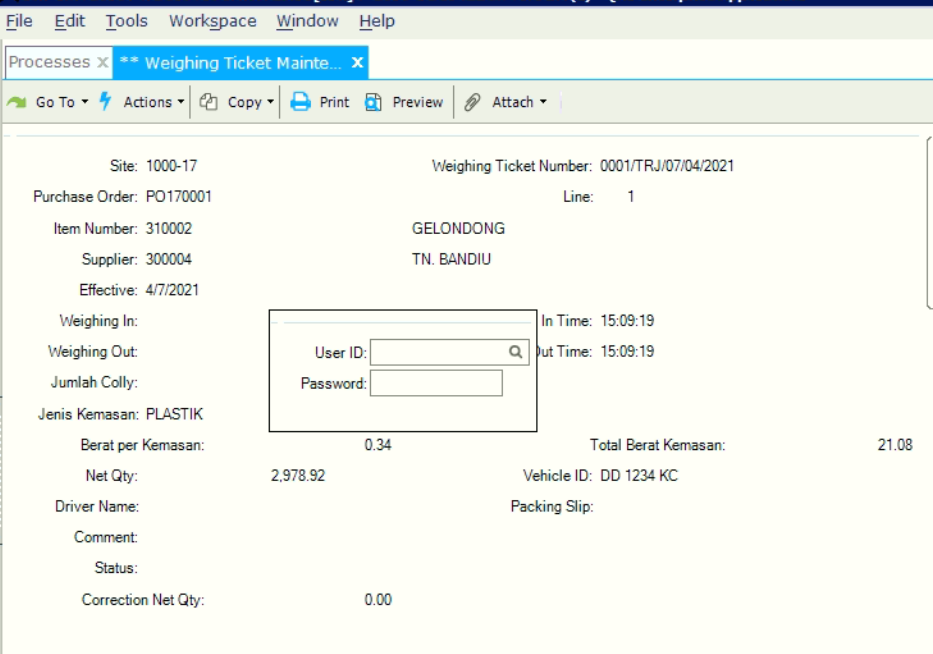 File Edit Tools Workspace Window Help
Processes x ** Weighing Ticket Mainte... x
Go To Actions Copy Print Preview Attach
Site: 1000-17 Weighing Ticket Number: 0001/TRJ/07/04/2021
Purchase Order: PO170001 Line: 1
Item Number: 310002 GELONDONG
Supplier: 300004 TN. BANDIU
Effective: 4/7/2021
Weighing In: In Time: 15:09:19
User ID:
Weighing Out: Out Time: 15:09:19
Password:
Jumlah Colly:
Jenis Kemasan: PLASTIK
Berat per Kemasan: 0.34 Total Berat Kemasan: 21.08
Net Qty: 2,978.92 Vehicle ID: DD 1234 KC
Driver Name: Packing Slip:
Comment:
Status:
Correction Net Qty: 0.00